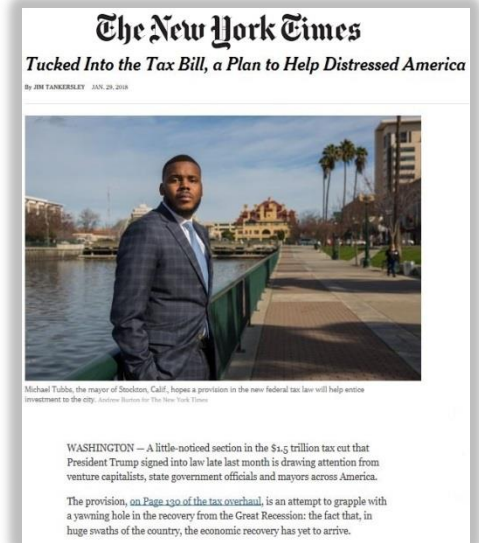 The New York Times
Tucked Into the Tax Bill, a Plan to Help Distressed America
By JIM TANKERSLEY JAN. 29, 2018
Michael Tubbs, the mayor of Stockton, Calif., hopes a provision in the new federal tax law will help entice
investment to the city. Andrew Burton for The New York Times
WASHINGTON — A little-noticed section in the $1.5 trillion tax cut that
President Trump signed into law late last month is drawing attention from
venture capitalists, state government officials and mayors across America.
The provision, on Page 130 of the tax overhaul, is an attempt to grapple with
a yawning hole in the recovery from the Great Recession: the fact that, in
huge swaths of the country, the economic recovery has yet to arrive.